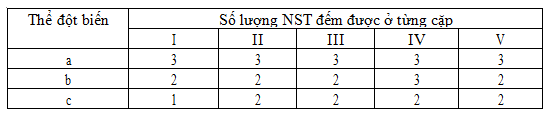 Thể đột biến Số lượng NST đếm được ở từng cặp
I II III IV V
a 3 3 3 3 3
b 2 2 2 3 2
c 1 2 2 2 2